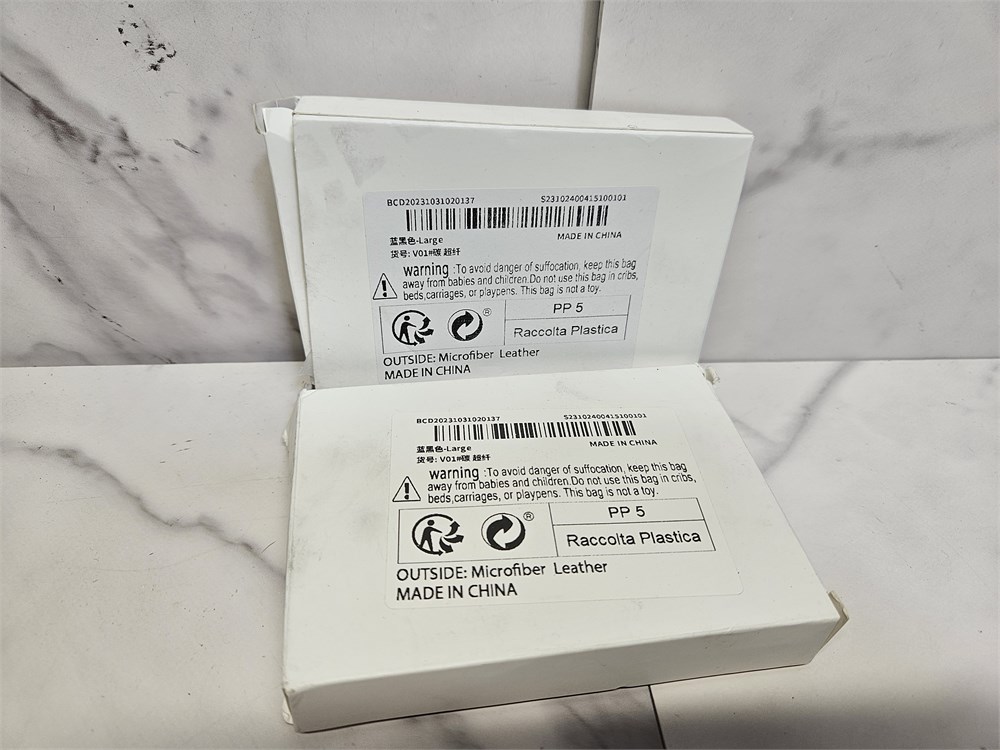 BCD20231031020137 S23102400415100101
蓝黑色-Large MADE IN CHINA
货号: V01#碳 超纤
warning :To avoid danger of suffocation, keep this bag
away from babies and children.Do not use this bag in cribs,
beds,carriages, or playpens. This bag is not a toy.
®
PP 5
Raccolta Plastica
OUTSIDE: Microfiber Leather
MADE IN CHINA
BCD20231031020137 S23102400415100101
蓝黑色-Large MADE IN CHINA
货号: V01#碳 超纤
warning :To avoid danger of suffocation, keep this bag
away from babies and children.Do not use this bag in cribs,
beds,carriages, or playpens. This bag is not a toy.
®
PP 5
Raccolta Plastica
OUTSIDE: Microfiber Leather
MADE IN CHINA